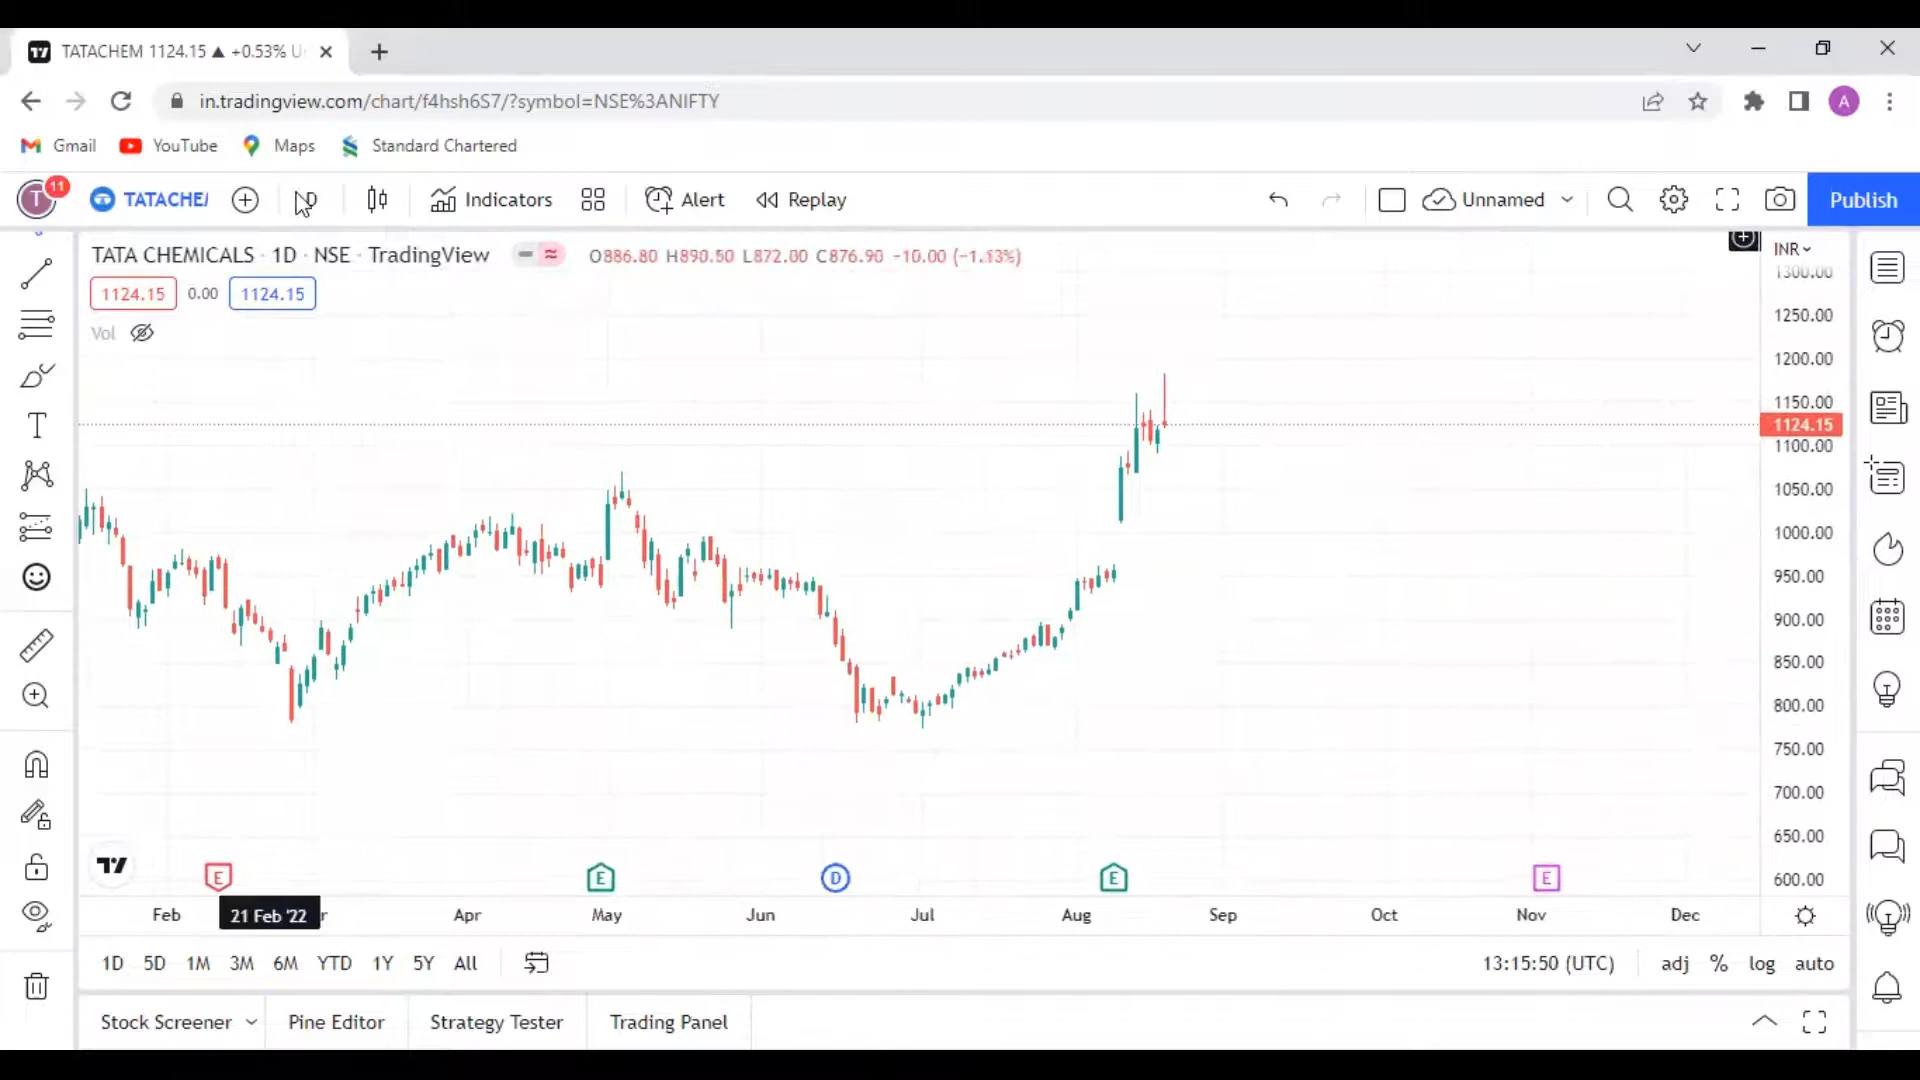 TATACHEM 1124.15 ▲ +0.53% U
in.tradingview.com/chart/f4hsh6S7/?symbol=NSE%3ANIFTY
A
Gmail YouTube Maps Standard Chartered
T 11 TATACHE Indicators Alert Replay Unnamed Publish
TATA CHEMICALS · 1D · NSE · TradingView O886.80 H890.50 L872.00 C876.90 −10.00 (−1.13%)
INR
1300.00
1124.15 0.00 1124.15
Vol
1250.00
1200.00
1150.00
1124.15
1100.00
1050.00
1000.00
950.00
900.00
850.00
800.00
750.00
700.00
650.00
600.00
E E D E E
Feb 21 Feb '22 r Apr May Jun Jul Aug Sep Oct Nov Dec
1D 5D 1M 3M 6M YTD 1Y 5Y All 13:15:50 (UTC) adj % log auto
Stock Screener Pine Editor Strategy Tester Trading Panel